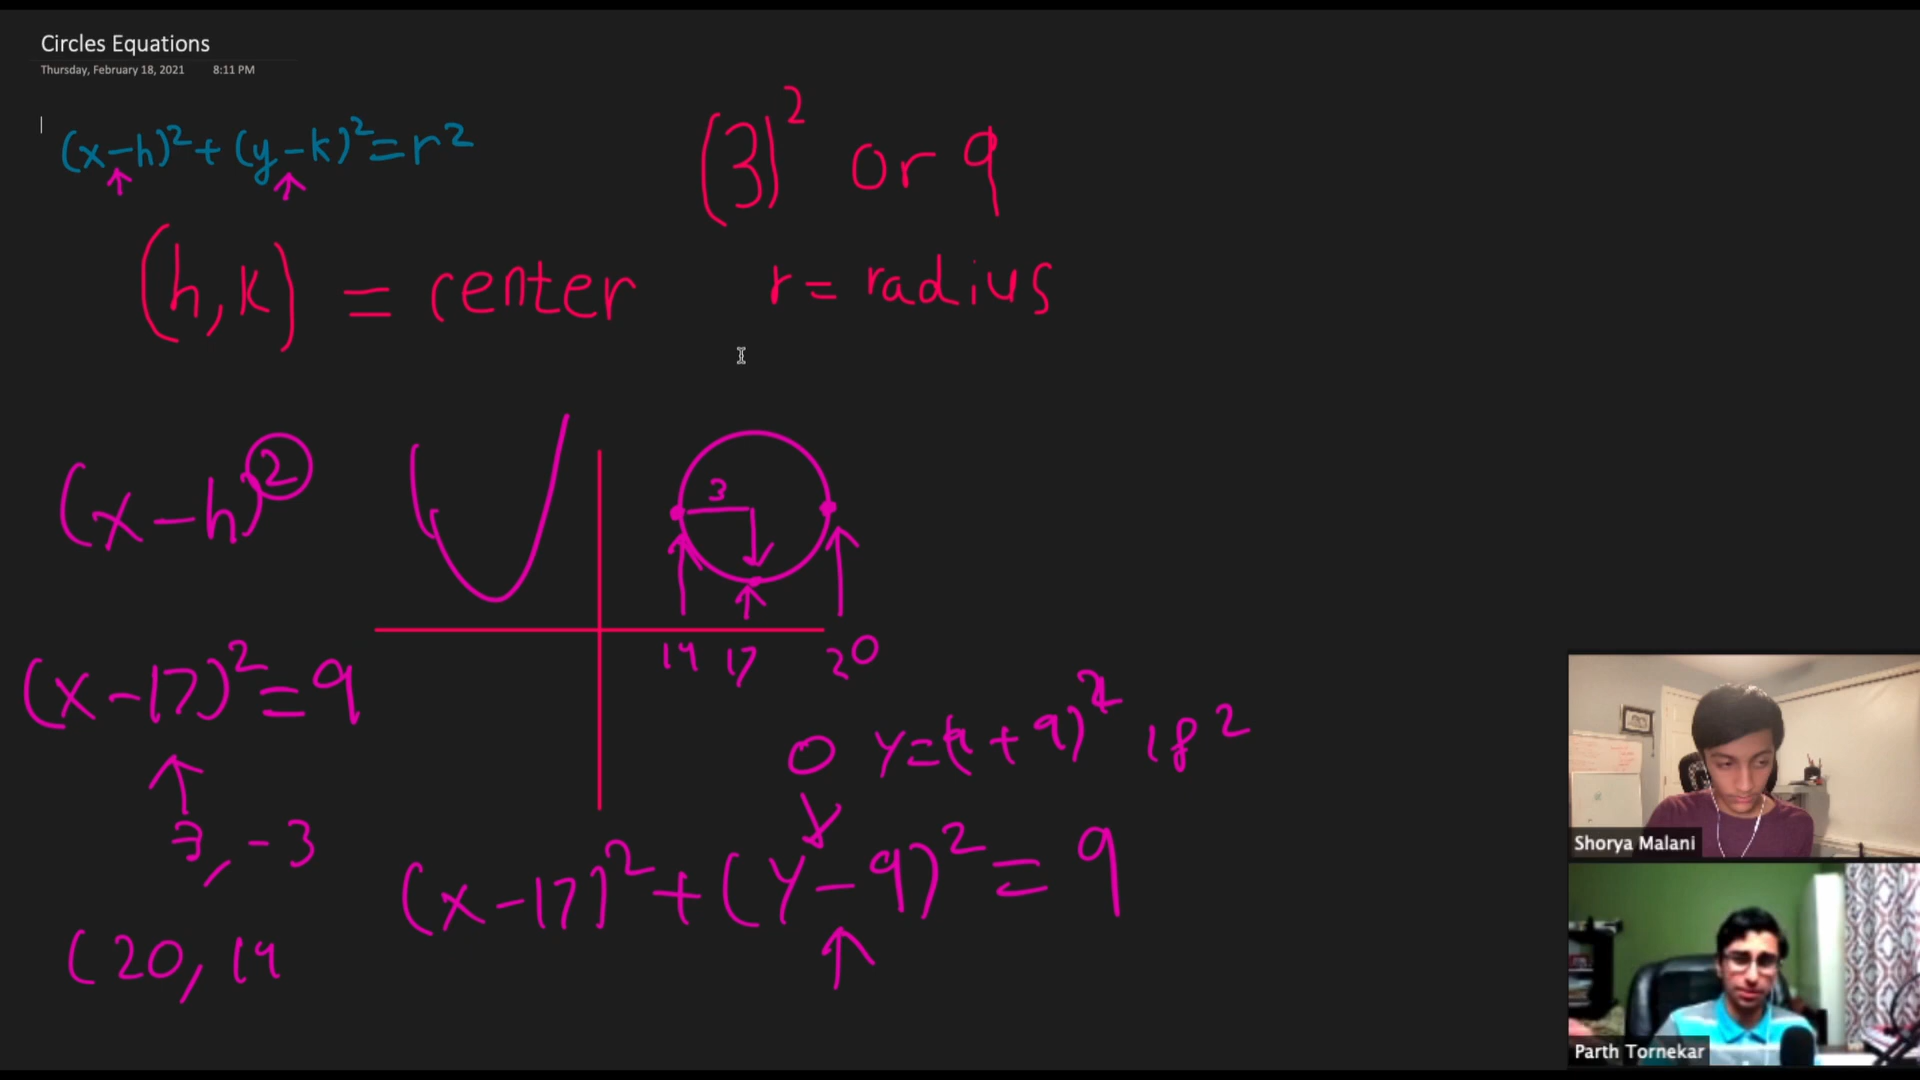 Circles Equations
Thursday, February 18, 2021 8:11 PM
(x-h)²+(y-k)²=r²
(3)² or 9
(h,k) = center
r= radius
(x-h)²
3
14 17 20
(x-17)²=9
0
3, -3
(x-17)²+(y-9)²=9
(20, 14
Shorya Malani
Parth Tornekar